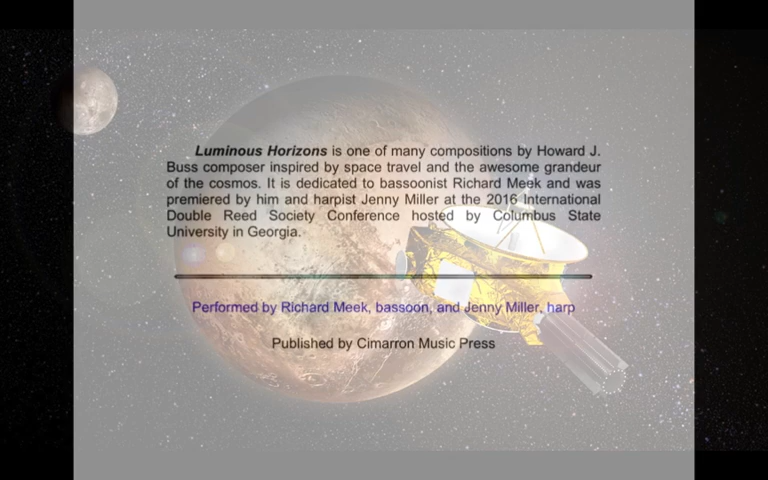 Luminous Horizons is one of many compositions by Howard J.
Buss composer inspired by space travel and the awesome grandeur
of the cosmos. It is dedicated to bassoonist Richard Meek and was
premiered by him and harpist Jenny Miller at the 2016 International
Double Reed Society Conference hosted by Columbus State
University in Georgia.
Performed by Richard Meek, bassoon, and Jenny Miller, harp
Published by Cimarron Music Press